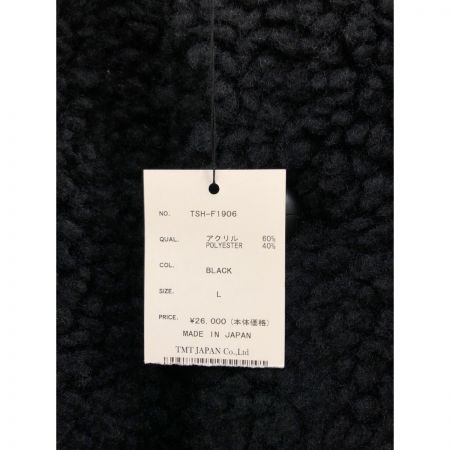 NO. TSH-F1906
QUAL. アクリル 60%
POLYESTER 40%
COL. BLACK
SIZE. L
PRICE. ¥26,000 (本体価格)
MADE IN JAPAN
TMT JAPAN Co.,Ltd